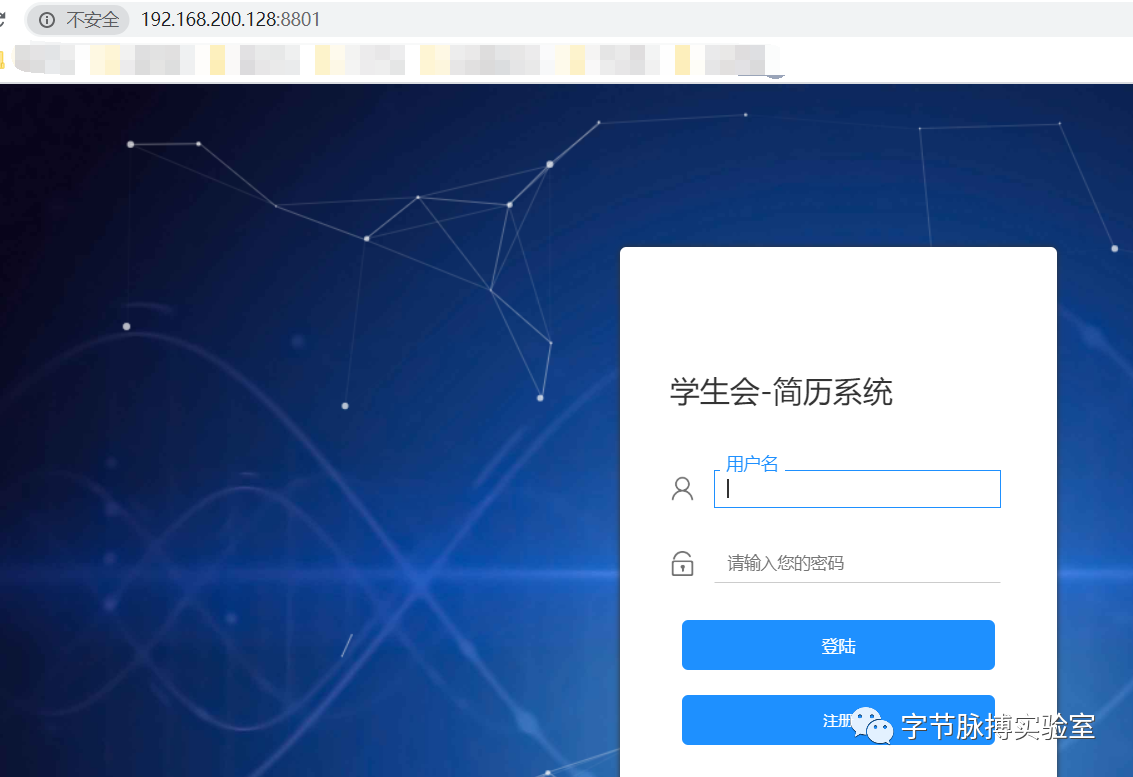 不安全 192.168.200.128:8801
学生会-简历系统
用户名
请输入您的密码
登陆
注册
字节脉搏实验室